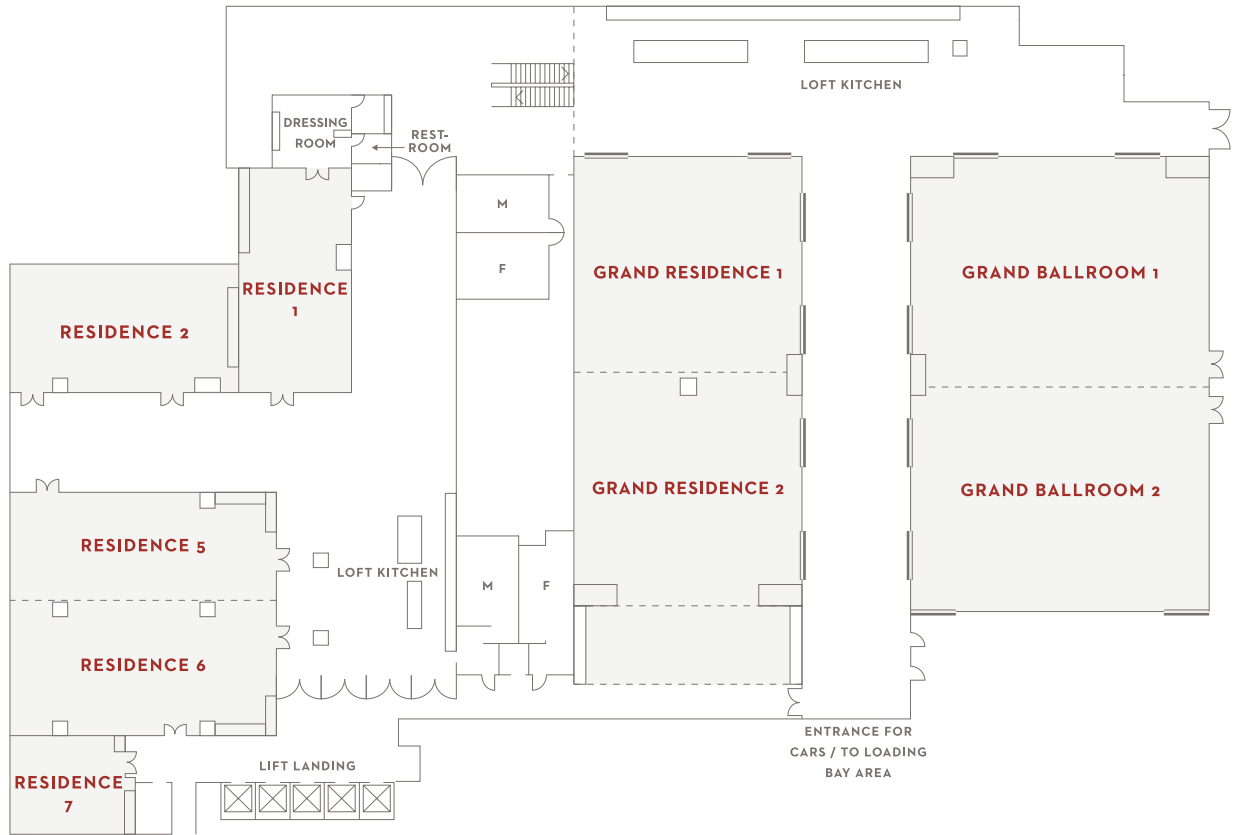 LOFT KITCHEN
DRESSING
ROOM
REST-
ROOM
M
F
GRAND RESIDENCE 1
GRAND BALLROOM 1
RESIDENCE
1
RESIDENCE 2
GRAND RESIDENCE 2
GRAND BALLROOM 2
RESIDENCE 5
LOFT KITCHEN
M
F
RESIDENCE 6
ENTRANCE FOR
CARS / TO LOADING
BAY AREA
LIFT LANDING
RESIDENCE
7